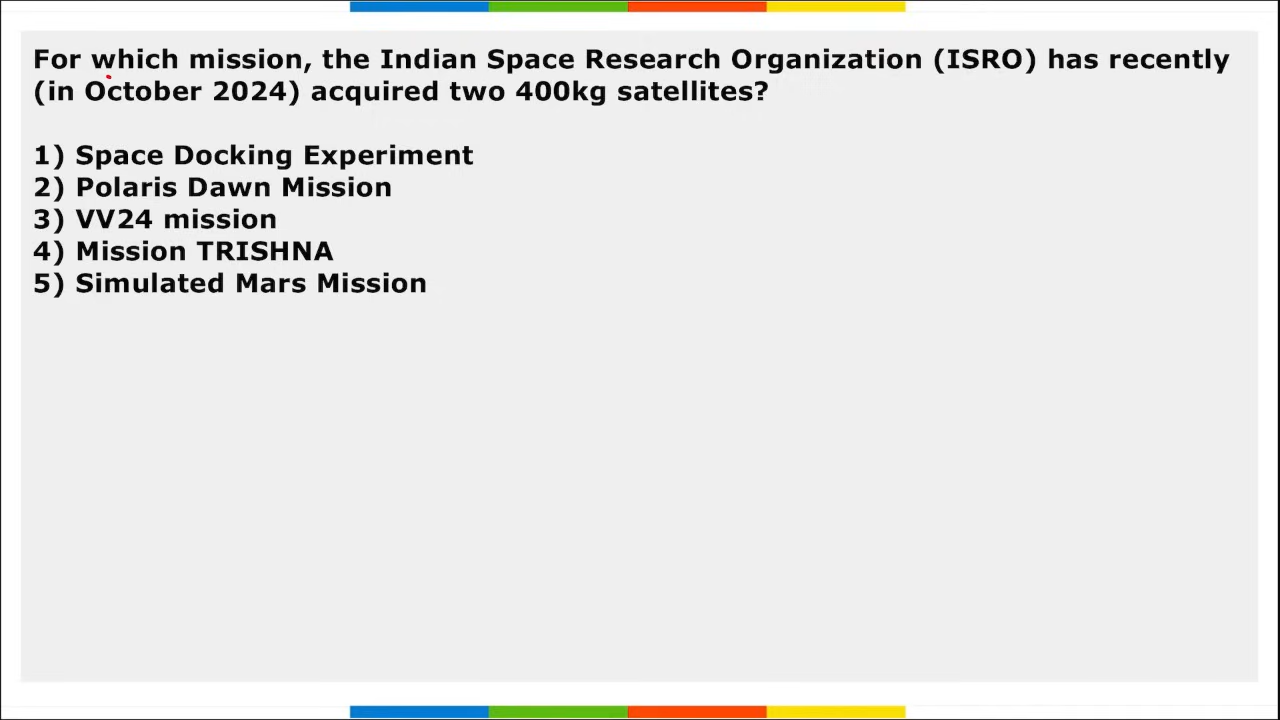 For which mission, the Indian Space Research Organization (ISRO) has recently
(in October 2024) acquired two 400kg satellites?
1) Space Docking Experiment
2) Polaris Dawn Mission
3) VV24 mission
4) Mission TRISHNA
5) Simulated Mars Mission